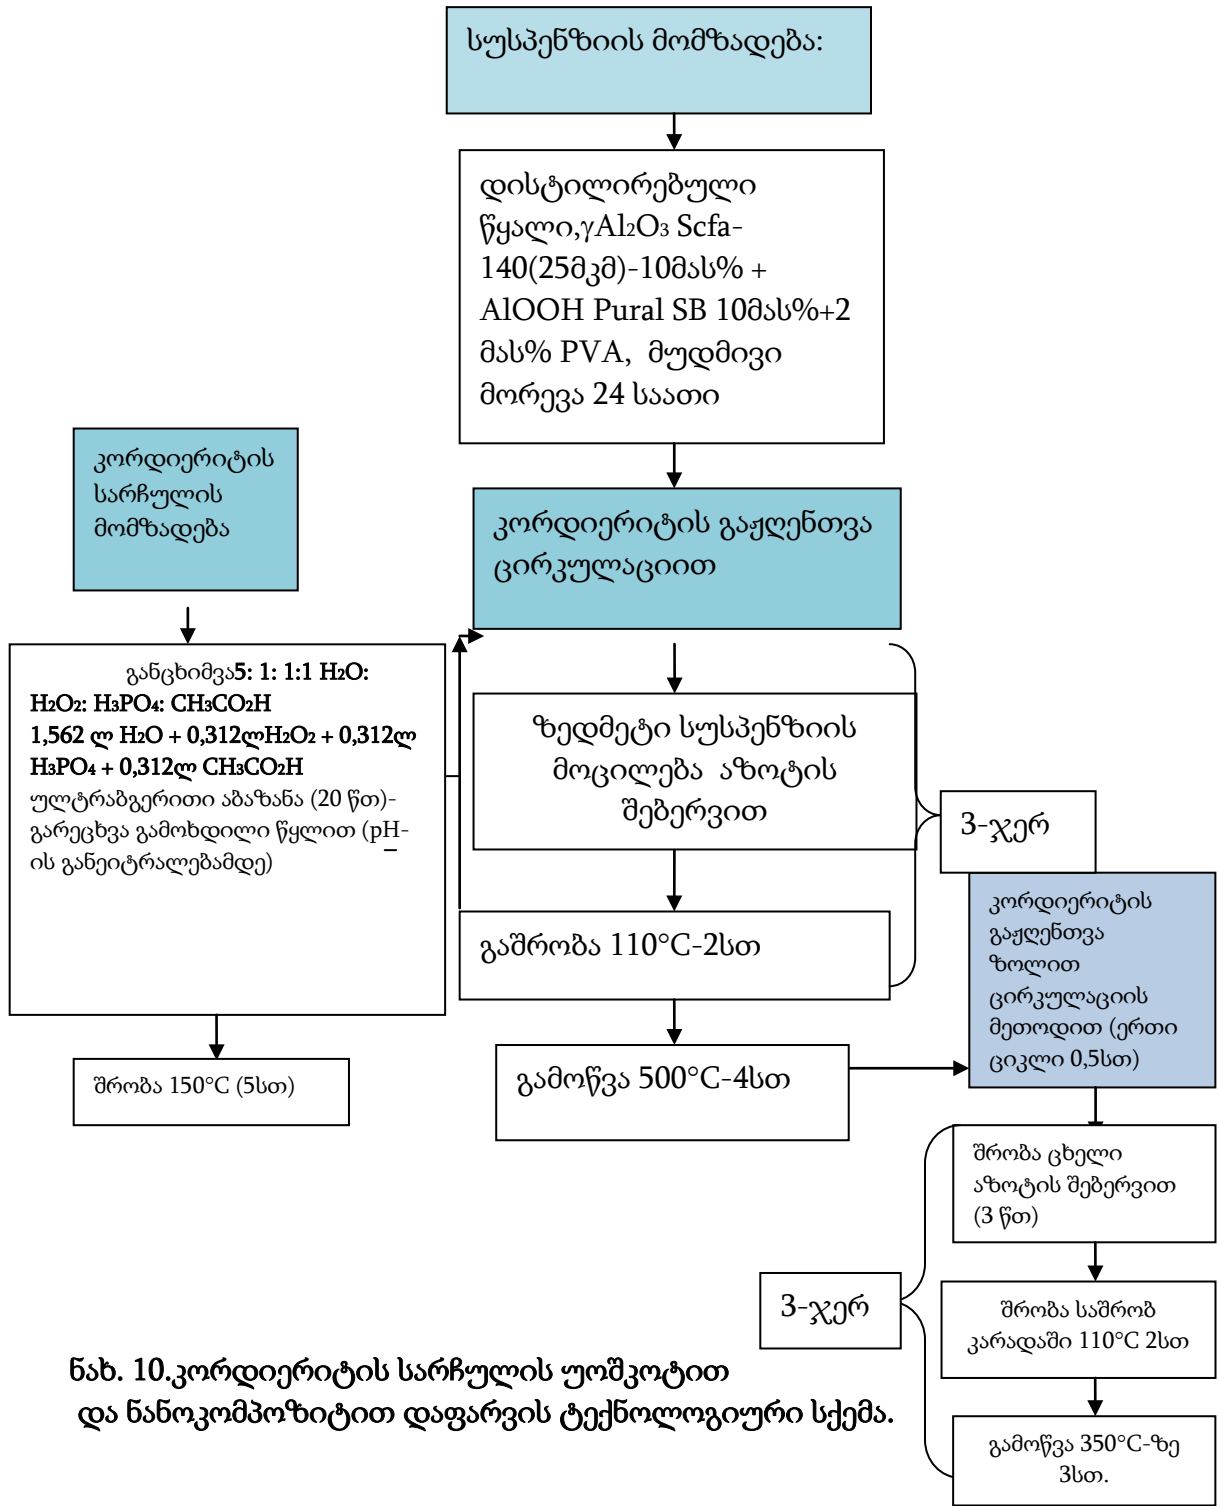 სუსპენზიის მომზადება:
დისტილირებული
წყალი,γAl₂O₃ Scfa-
140(25მკმ)-10მას% +
AlOOH Pural SB 10მას%+2
მას% PVA, მუდმივი
მორევა 24 საათი
კორდიერიტის
სარჩულის
მომზადება
კორდიერიტის გაჟღენთვა
ცირკულაციით
განცხიმვა5: 1: 1:1 H₂O:
H₂O₂: H₃PO₄: CH₃CO₂H
1,562 ლ H₂O + 0,312ლH₂O₂ + 0,312ლ
H₃PO₄ + 0,312ლ CH₃CO₂H
ულტრაბგერითი აბაზანა (20 წთ)-
გარეცხვა გამოხდილი წყლით (pH-
ის განეიტრალებამდე)
ზედმეტი სუსპენზიის
მოცილება აზოტის
შებერვით
3-ჯერ
გაშრობა 110°C-2სთ
კორდიერიტის
გაჟღენთვა
ზოლით
ცირკულაციის
მეთოდით (ერთი
ციკლი 0,5სთ)
შრობა 150°C (5სთ)
გამოწვა 500°C-4სთ
შრობა ცხელი
აზოტის შებერვით
(3 წთ)
3-ჯერ
შრობა საშრობ
კარადაში 110°C 2სთ
გამოწვა 350°C-ზე
3სთ.
ნახ. 10.კორდიერიტის სარჩულის უოშკოტით
და ნანოკომპოზიტით დაფარვის ტექნოლოგიური სქემა.